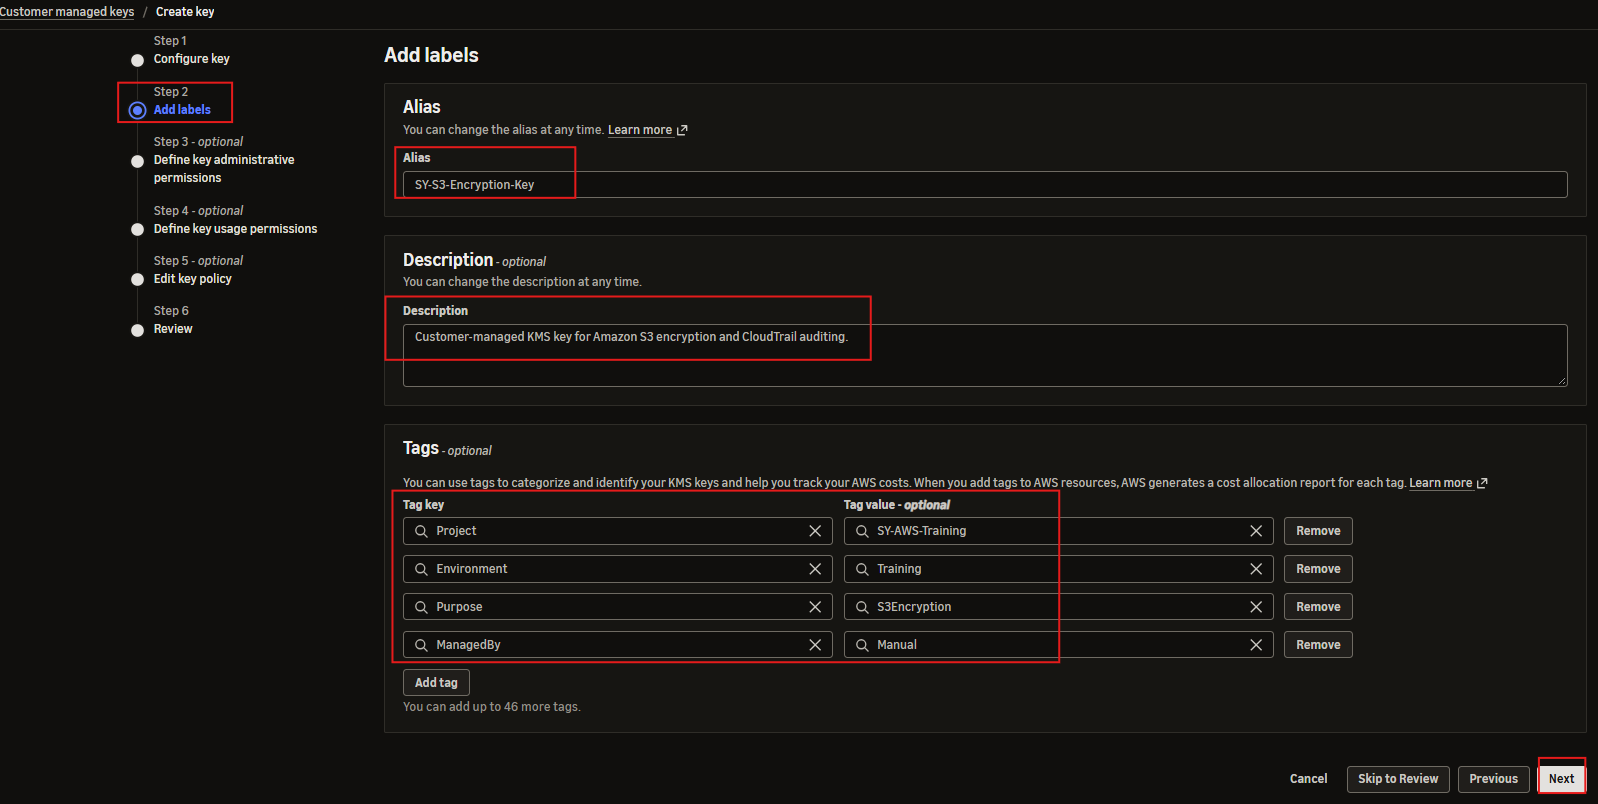 Customer managed keys / Create key
Step 1
Configure key
Step 2
Add labels
Step 3 - optional
Define key administrative
permissions
Step 4 - optional
Define key usage permissions
Step 5 - optional
Edit key policy
Step 6
Review
Add labels
Alias
You can change the alias at any time. Learn more
Alias
SY-S3-Encryption-Key
Description - optional
You can change the description at any time.
Description
Customer-managed KMS key for Amazon S3 encryption and CloudTrail auditing.
Tags - optional
You can use tags to categorize and identify your KMS keys and help you track your AWS costs. When you add tags to AWS resources, AWS generates a cost allocation report for each tag. Learn more
Tag key Tag value - optional
Project SY-AWS-Training Remove
Environment Training Remove
Purpose S3Encryption Remove
ManagedBy Manual Remove
Add tag
You can add up to 46 more tags.
Cancel Skip to Review Previous Next